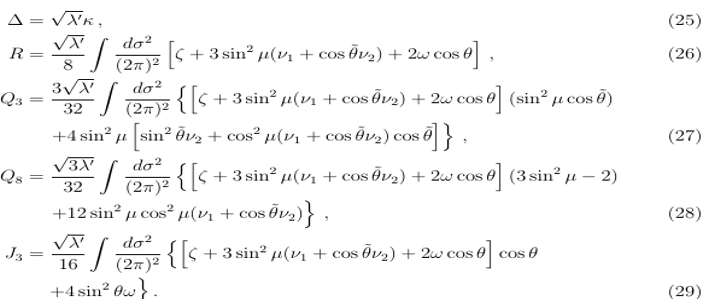 Δ = √λ′κ , (25)
R = √λ′/8 ∫ dσ²/(2π)² [ζ + 3 sin² μ(ν₁ + cos θ̃ν₂) + 2ω cos θ] , (26)
Q₃ = 3√λ′/32 ∫ dσ²/(2π)² {[ζ + 3 sin² μ(ν₁ + cos θ̃ν₂) + 2ω cos θ] (sin² μ cos θ̃)
+4 sin² μ [sin² θ̃ν₂ + cos² μ(ν₁ + cos θ̃ν₂) cos θ̃]} , (27)
Q₈ = √3λ′/32 ∫ dσ²/(2π)² {[ζ + 3 sin² μ(ν₁ + cos θ̃ν₂) + 2ω cos θ] (3 sin² μ − 2)
+12 sin² μ cos² μ(ν₁ + cos θ̃ν₂)} , (28)
J₃ = √λ′/16 ∫ dσ²/(2π)² {[ζ + 3 sin² μ(ν₁ + cos θ̃ν₂) + 2ω cos θ] cos θ
+4 sin² θω} . (29)